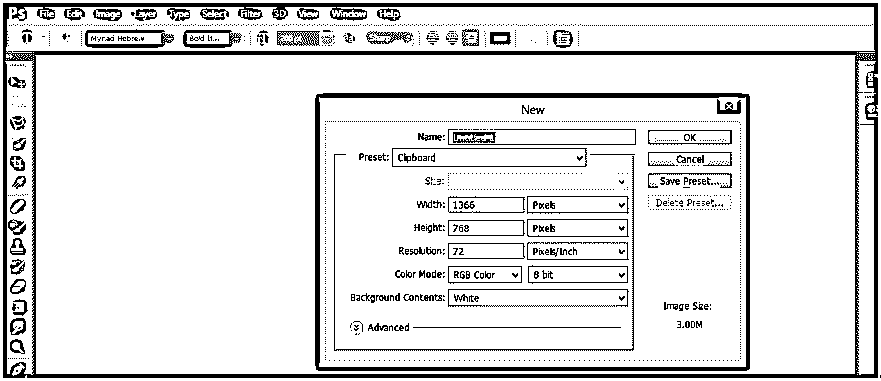 PS File Edit Image Layer Type Select Filter 3D View Window Help
Myriad Hebrew Bold It...
New
Name:
OK
Preset: Clipboard
Cancel
Size:
Save Preset...
Width: 1366 Pixels
Delete Preset...
Height: 768 Pixels
Resolution: 72 Pixels/Inch
Color Mode: RGB Color 8 bit
Background Contents: White
Image Size:
Advanced
3.00M